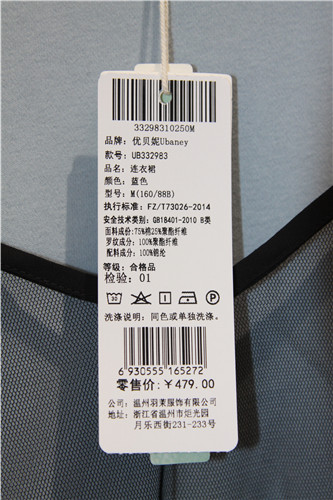 33298310250M
品牌：优贝妮Ubaney
款号：UB332983
品名：连衣裙
颜色：蓝色
型号：M(160/88B)
执行标准：FZ/T73026-2014
安全技术类别：GB18401-2010 B类
面料成份：75%棉25%聚酯纤维
罗纹成分：100%聚酯纤维
配料成分：100%锦纶
等级：合格品
检验：01
洗涤说明：同色或单独洗涤。
6 930555 165272
零售价：￥479.00
公司：温州羽莱服饰有限公司
地址：浙江省温州市炬光园
月乐西街231-233号